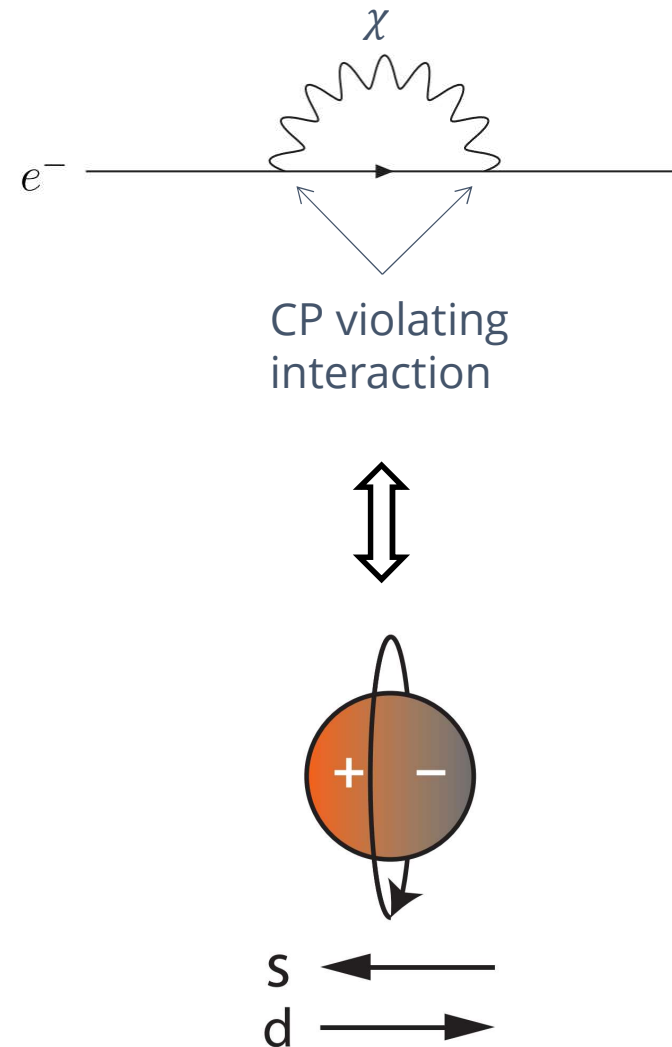 χ
e⁻
CP violating
interaction
+ −
s
d